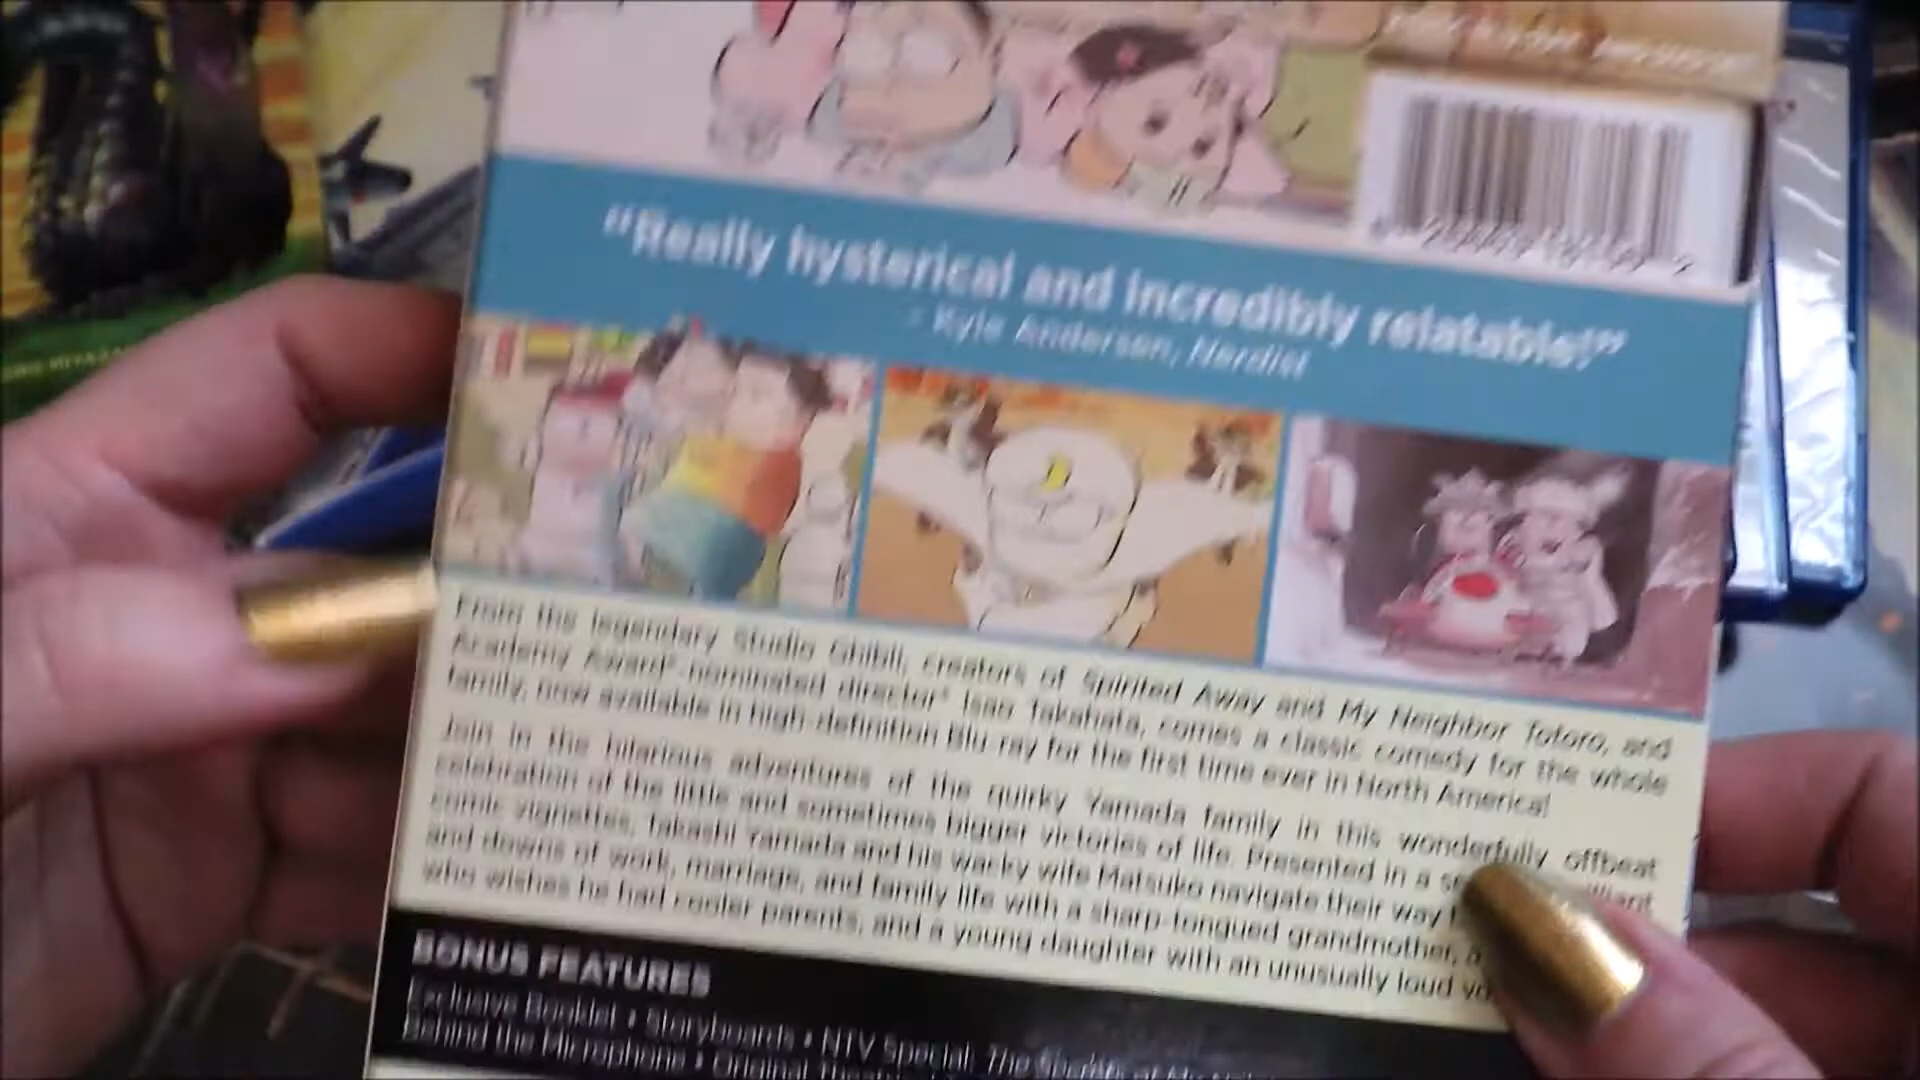 "Really hysterical and incredibly relatable!"
- Kyle Anderson, Nerdist
From the legendary Studio Ghibli, creators of Spirited Away and My Neighbor Totoro, and
Academy Award®-nominated director* Isao Takahata, comes a classic comedy for the whole
family, now available in high-definition Blu-ray for the first time ever in North America!
Join in the hilarious adventures of the quirky Yamada family in this wonderfully offbeat
celebration of the little and sometimes bigger victories of life. Presented in a
comic vignettes, Takashi Yamada and his wacky wife Matsuko navigate their way
and downs of work, marriage, and family life with a sharp-tongued grandmother, a
who wishes he had cooler parents, and a young daughter with an unusually loud
BONUS FEATURES
Exclusive Booklet • Storyboards • NTV Special: The Secrets of
Behind the Microphone • Original